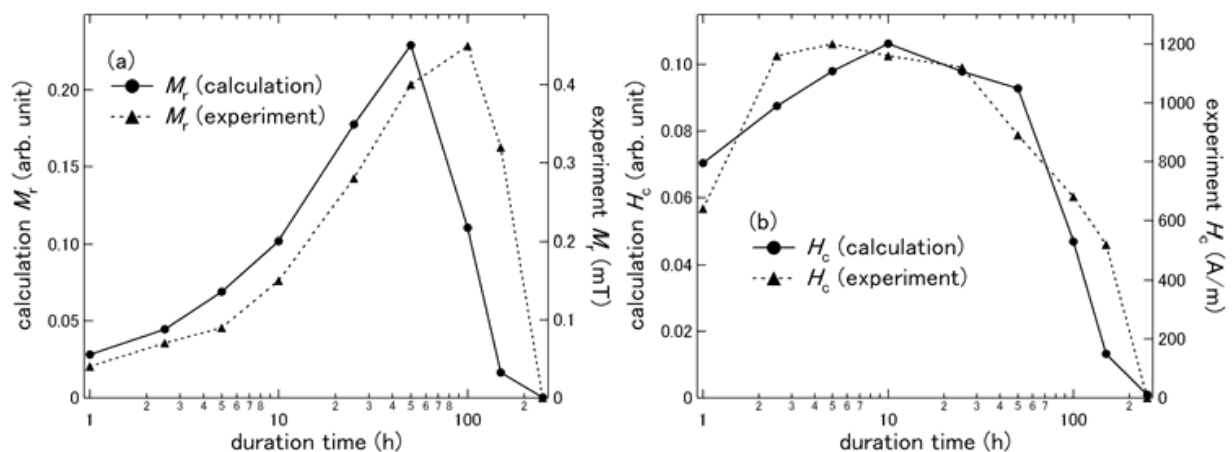 (a)
Mr (calculation)
Mr (experiment)
calculation Mr (arb. unit)
0.20
0.15
0.10
0.05
0
experiment Mr (mT)
0.4
0.3
0.2
0.1
0
1 2 3 4 5 6 7 8 10 2 3 4 5 6 7 8 100 2
duration time (h)
(b)
Hc (calculation)
Hc (experiment)
calculation Hc (arb. unit)
0.10
0.08
0.06
0.04
0.02
0.00
experiment Hc (A/m)
1200
1000
800
600
400
200
0
1 2 3 4 5 6 7 10 2 3 4 5 6 7 100 2
duration time (h)